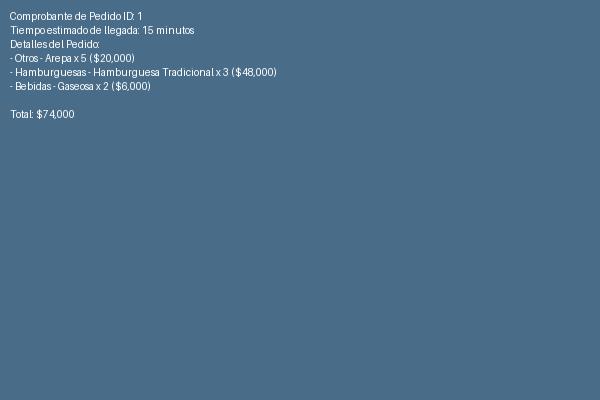 Comprobante de Pedido ID: 1
Tiempo estimado de llegada: 15 minutos
Detalles del Pedido:
- Otros - Arepa x 5 ($20,000)
- Hamburguesas - Hamburguesa Tradicional x 3 ($48,000)
- Bebidas - Gaseosa x 2 ($6,000)
Total: $74,000